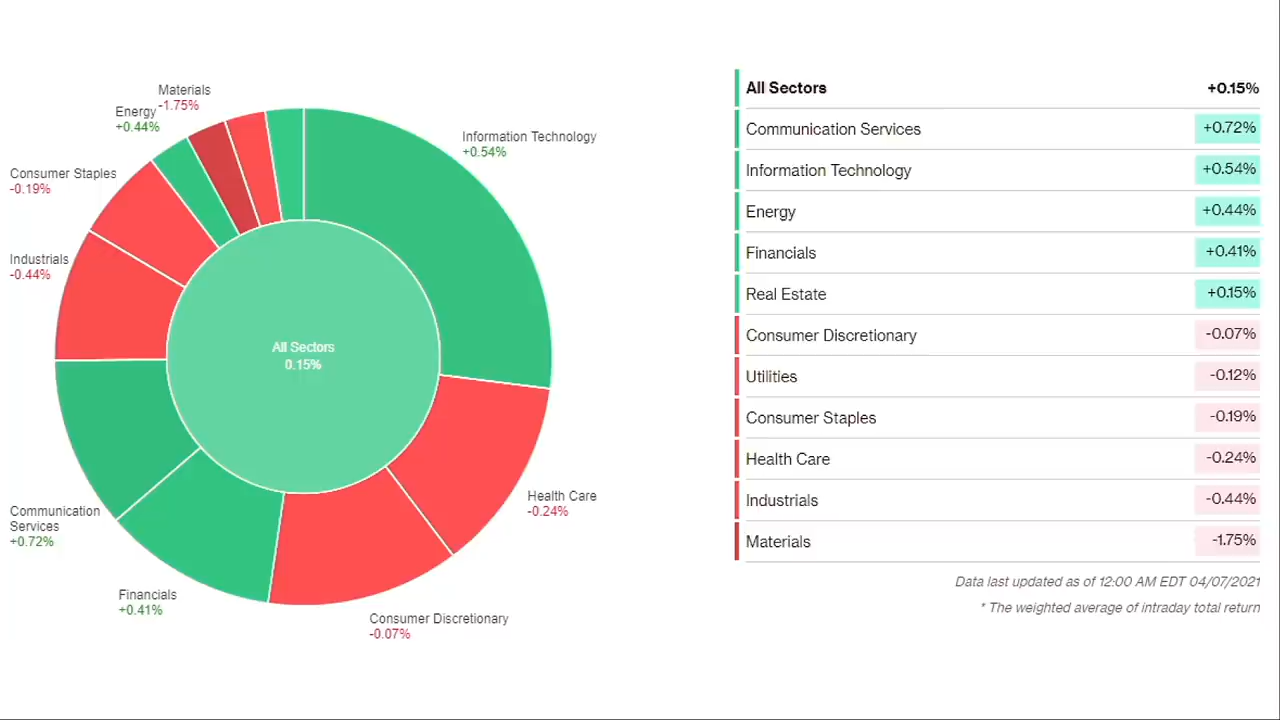 Materials
-1.75%
Energy
+0.44%
Information Technology
+0.54%
Consumer Staples
-0.19%
Industrials
-0.44%
All Sectors
0.15%
Health Care
-0.24%
Communication
Services
+0.72%
Financials
+0.41%
Consumer Discretionary
-0.07%
All Sectors +0.15%
Communication Services +0.72%
Information Technology +0.54%
Energy +0.44%
Financials +0.41%
Real Estate +0.15%
Consumer Discretionary -0.07%
Utilities -0.12%
Consumer Staples -0.19%
Health Care -0.24%
Industrials -0.44%
Materials -1.75%
Data last updated as of 12:00 AM EDT 04/07/2021
* The weighted average of intraday total return